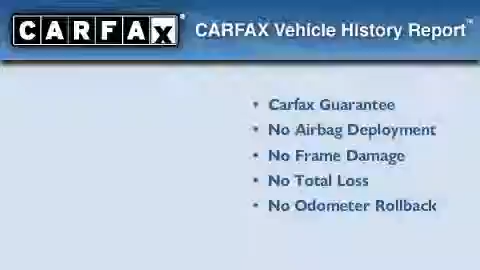 CARFAX® CARFAX Vehicle History Report™
• Carfax Guarantee
• No Airbag Deployment
• No Frame Damage
• No Total Loss
• No Odometer Rollback